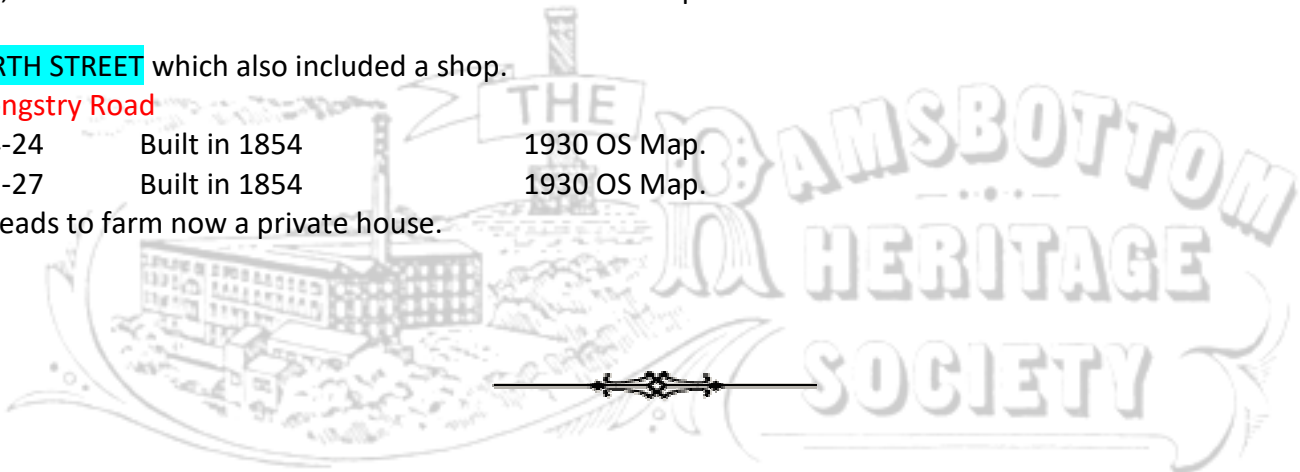 RTH STREET which also included a shop.
ngstry Road
-24 Built in 1854 1930 OS Map.
-27 Built in 1854 1930 OS Map.
eads to farm now a private house.
THE
RAMSBOTTOM
HERITAGE
SOCIETY